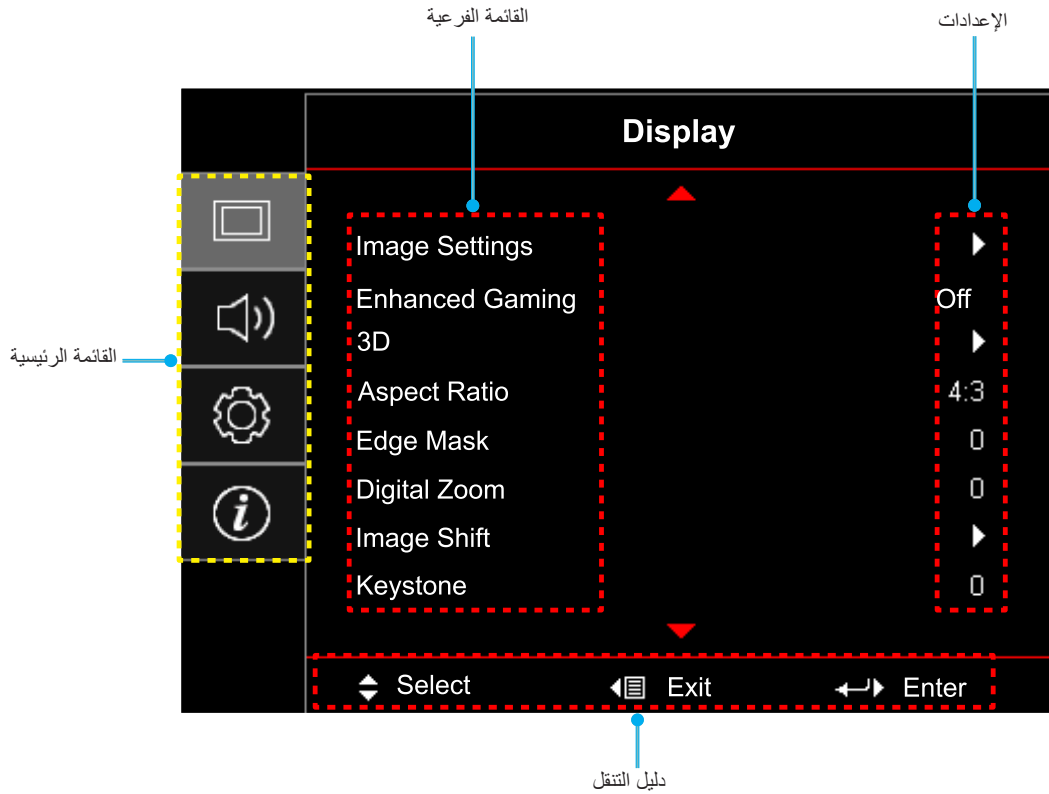 القائمة الفرعية
الإعدادات
Display
Image Settings
Enhanced Gaming Off
3D
Aspect Ratio 4:3
القائمة الرئيسية
Edge Mask 0
Digital Zoom 0
Image Shift
Keystone 0
Select Exit Enter
دليل التنقل